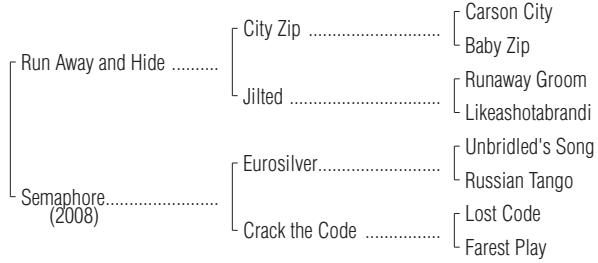 Carson City
City Zip ............................
Baby Zip
Run Away and Hide ..........
Runaway Groom
Jilted ................................
Likeashotabrandi
Unbridled's Song
Eurosilver..........................
Russian Tango
Semaphore........................
(2008)
Lost Code
Crack the Code ................
Farest Play